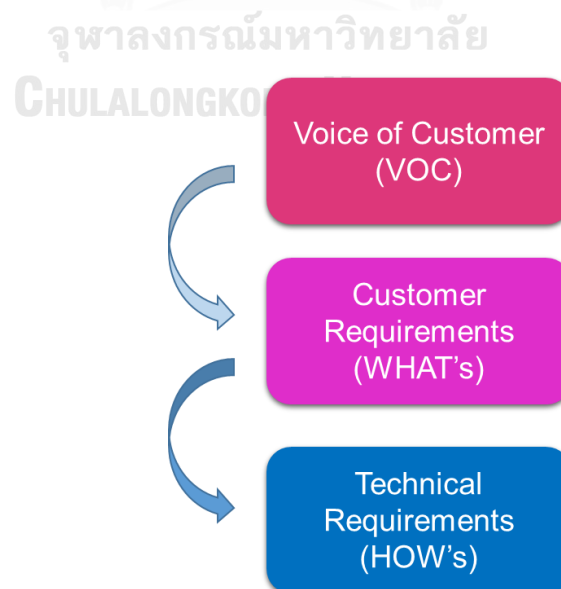 จุฬาลงกรณ์มหาวิทยาลัย
CHULALONGKO
Voice of Customer
(VOC)
Customer
Requirements
(WHAT's)
Technical
Requirements
(HOW's)